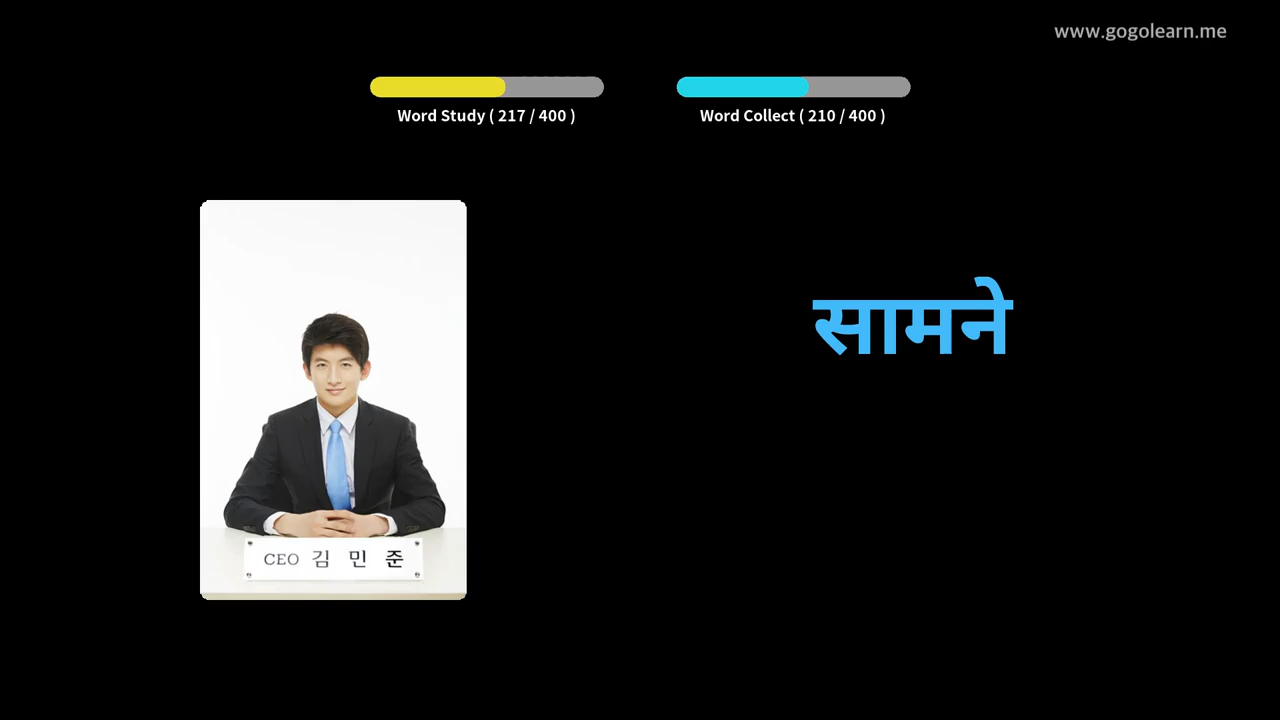 www.gogolearn.me
Word Study ( 217 / 400 )
Word Collect ( 210 / 400 )
सामने
CEO 김 민 준